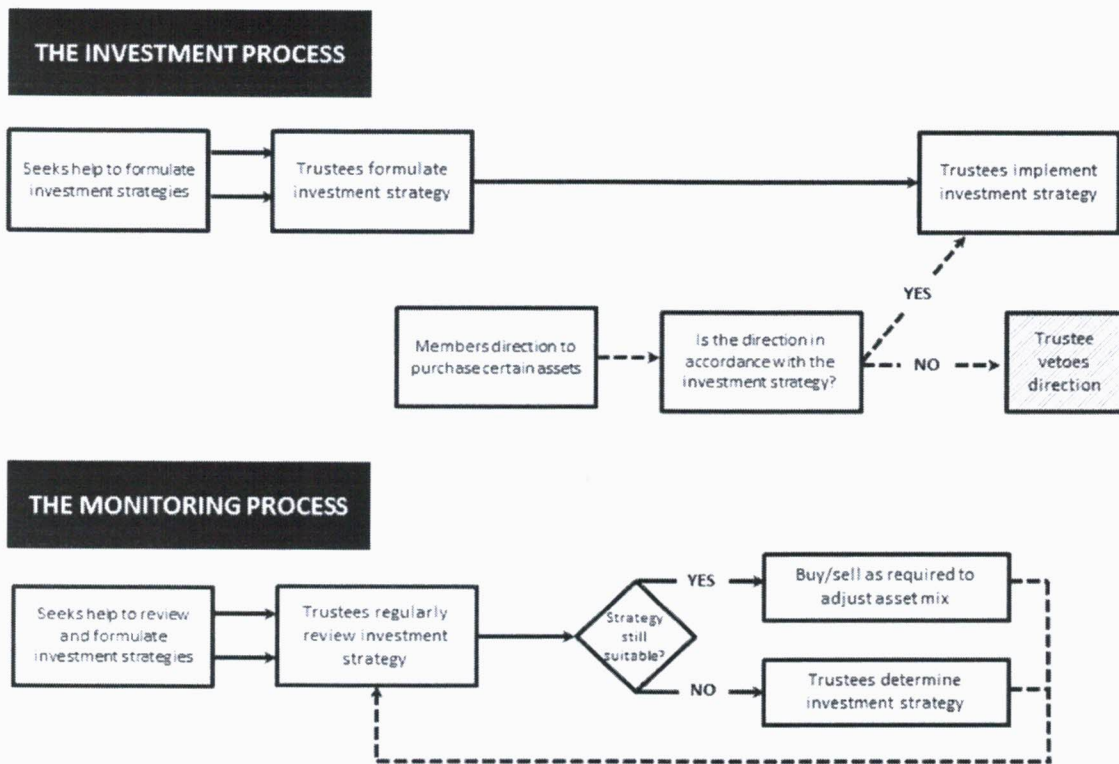 THE INVESTMENT PROCESS
Seeks help to formulate
investment strategies
Trustees formulate
investment strategy
Trustees implement
investment strategy
YES
Members direction to
purchase certain assets
Is the direction in
accordance with the
investment strategy?
NO
Trustee
vetoes
direction
THE MONITORING PROCESS
Seeks help to review
and formulate
investment strategies
Trustees regularly
review investment
strategy
Strategy
still
suitable?
YES
Buy/sell as required to
adjust asset mix
NO
Trustees determine
investment strategy